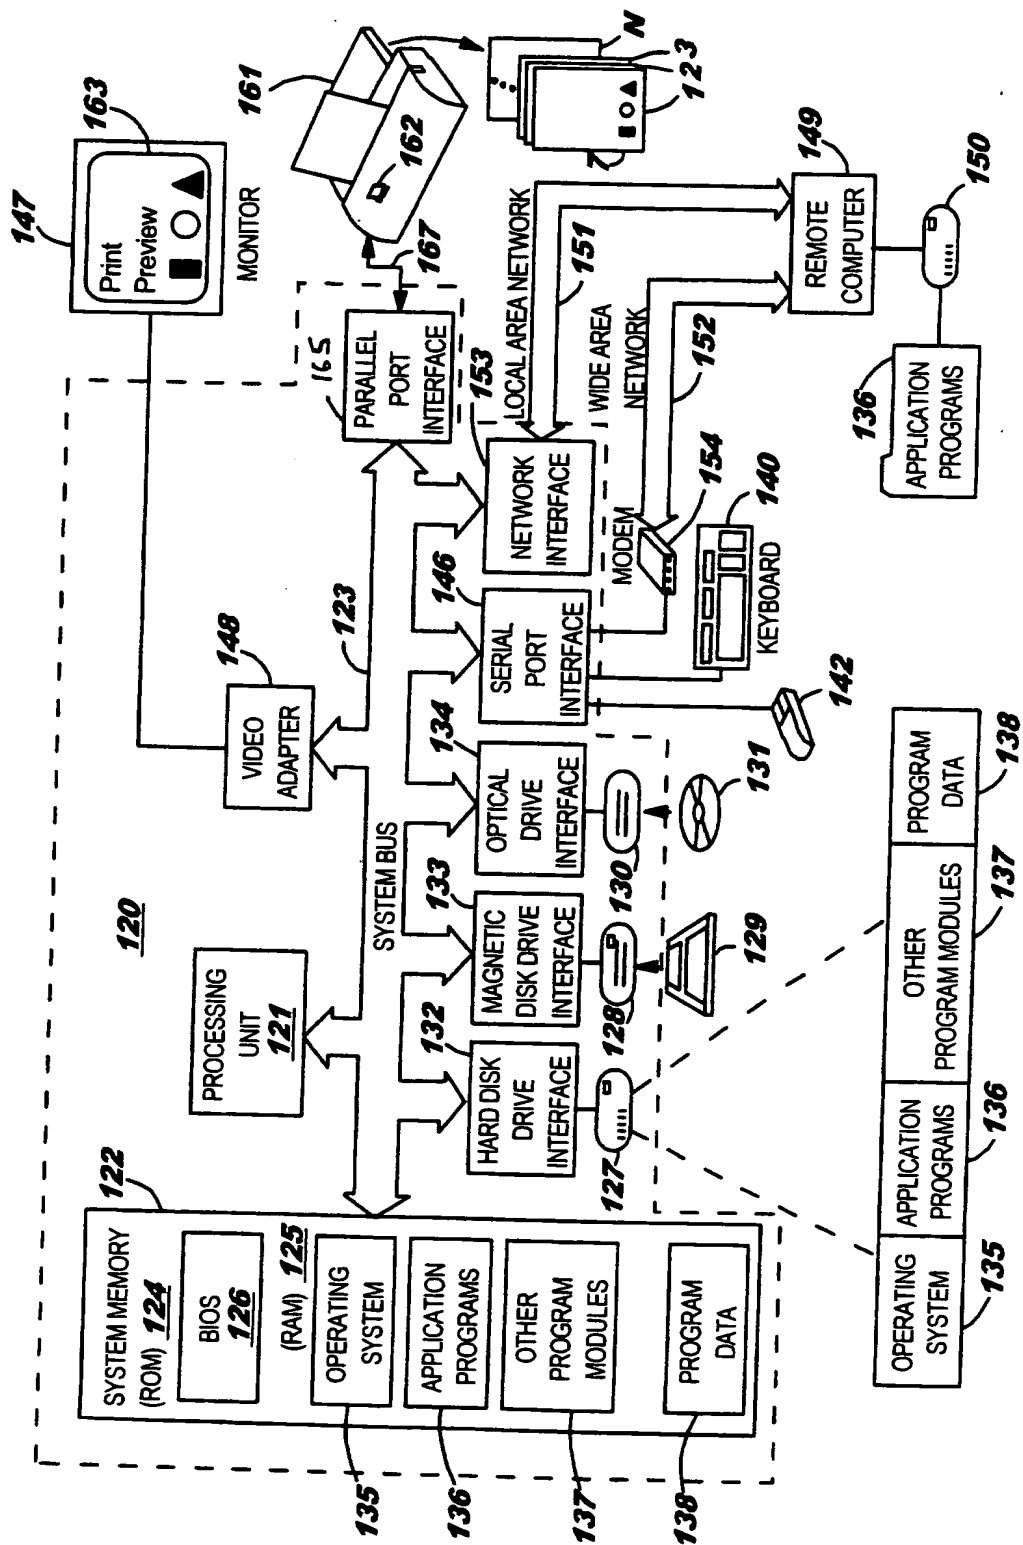 120
SYSTEM MEMORY
(ROM) 124
122
BIOS
126
(RAM) 125
OPERATING
SYSTEM
135
APPLICATION
PROGRAMS
136
OTHER
PROGRAM
MODULES
137
PROGRAM
DATA
138
PROCESSING
UNIT
121
VIDEO
ADAPTER
148
SYSTEM BUS
123
147
Print
Preview
163
MONITOR
161
162
167
N
3
2
1
7
165
PARALLEL
PORT
INTERFACE
HARD DISK
DRIVE
INTERFACE
132
MAGNETIC
DISK DRIVE
INTERFACE
133
OPTICAL
DRIVE
INTERFACE
134
SERIAL
PORT
INTERFACE
146
NETWORK
INTERFACE
153
LOCAL AREA NETWORK
151
WIDE AREA
NETWORK
152
127
128
129
130
131
MODEM
154
140
KEYBOARD
142
REMOTE
COMPUTER
149
150
136
APPLICATION
PROGRAMS
OPERATING
SYSTEM
135
APPLICATION
PROGRAMS
136
OTHER
PROGRAM MODULES
137
PROGRAM
DATA
138